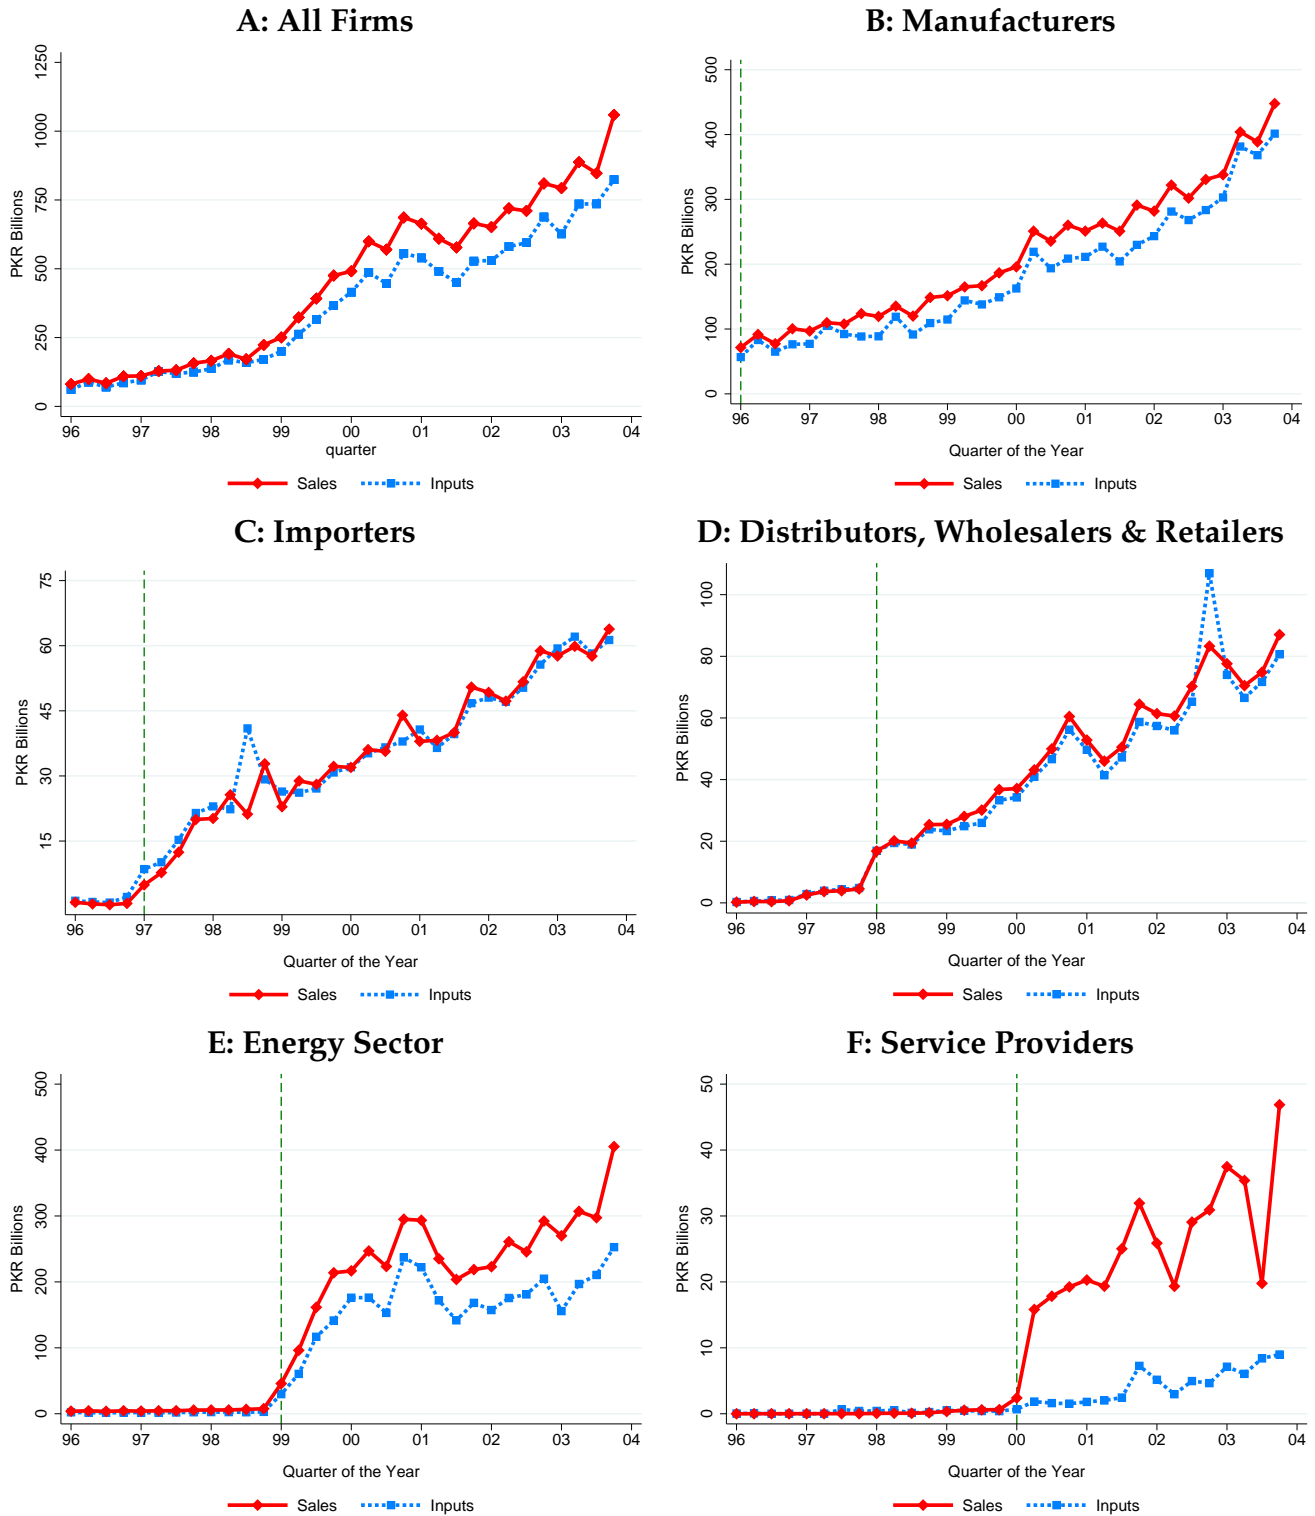 A: All Firms
PKR Billions
1250
1000
750
500
250
0
96 97 98 99 00 01 02 03 04
quarter
Sales Inputs
B: Manufacturers
PKR Billions
500
400
300
200
100
0
96 97 98 99 00 01 02 03 04
Quarter of the Year
Sales Inputs
C: Importers
PKR Billions
75
60
45
30
15
96 97 98 99 00 01 02 03 04
Quarter of the Year
Sales Inputs
D: Distributors, Wholesalers & Retailers
PKR Billions
100
80
60
40
20
0
96 97 98 99 00 01 02 03 04
Quarter of the Year
Sales Inputs
E: Energy Sector
PKR Billions
500
400
300
200
100
0
96 97 98 99 00 01 02 03 04
Quarter of the Year
Sales Inputs
F: Service Providers
PKR Billions
50
40
30
20
10
0
96 97 98 99 00 01 02 03 04
Quarter of the Year
Sales Inputs